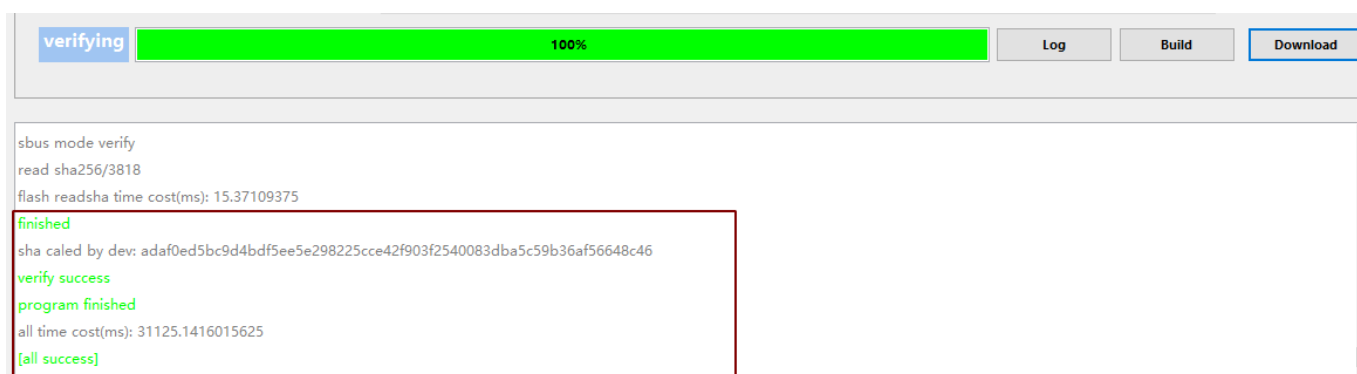 verifying 100% Log Build Download
sbus mode verify
read sha256/3818
flash readsha time cost(ms): 15.37109375
finished
sha caled by dev: adaf0ed5bc9d4bdf5ee5e298225cce42f903f2540083dba5c59b36af56648c46
verify success
program finished
all time cost(ms): 31125.1416015625
[all success]